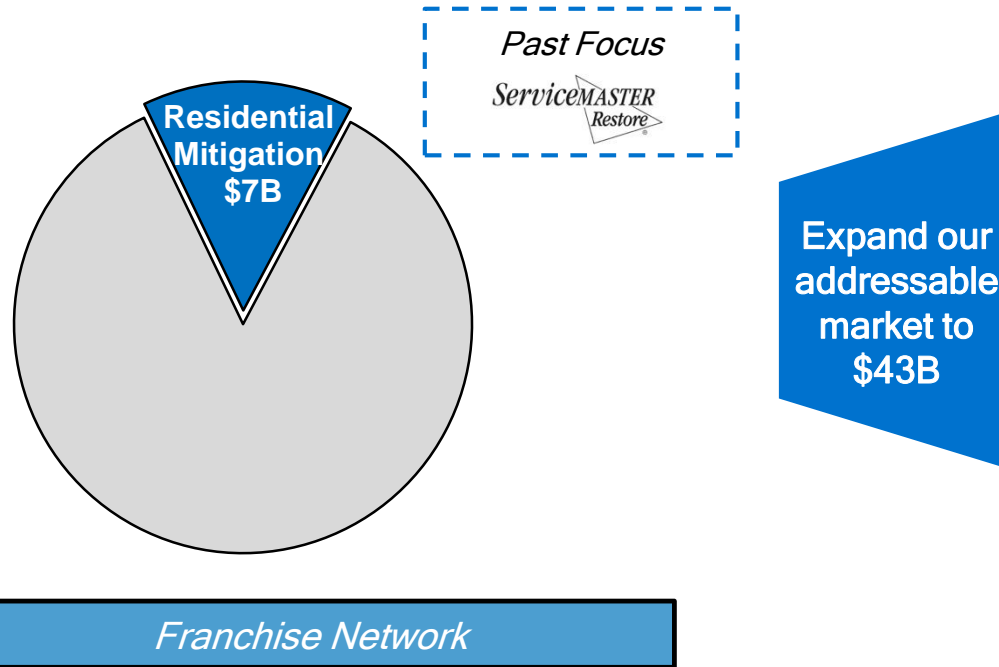 Past Focus
ServiceMASTER
Restore
®
Residential
Mitigation
$7B
Expand our
addressable
market to
$43B
Franchise Network